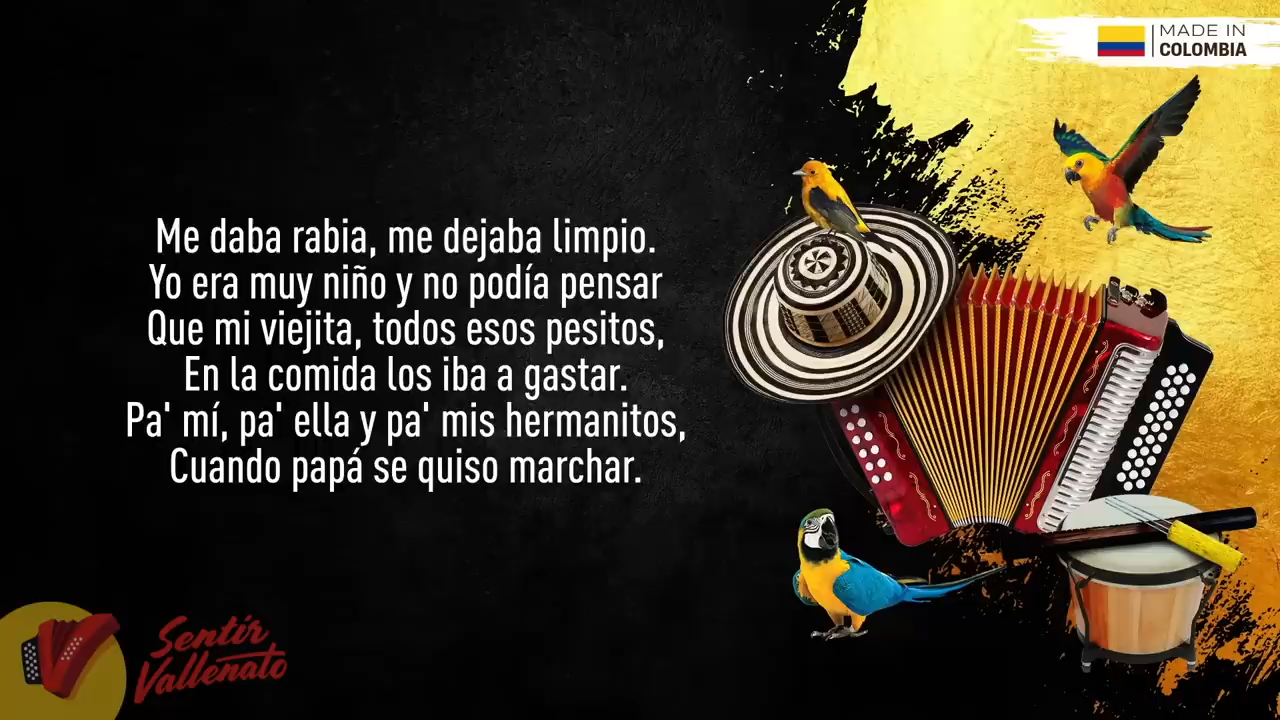 MADE IN
COLOMBIA
Me daba rabia, me dejaba limpio.
Yo era muy niño y no podía pensar
Que mi viejita, todos esos pesitos,
En la comida los iba a gastar.
Pa' mí, pa' ella y pa' mis hermanitos,
Cuando papá se quiso marchar.
Sentir
Vallenato